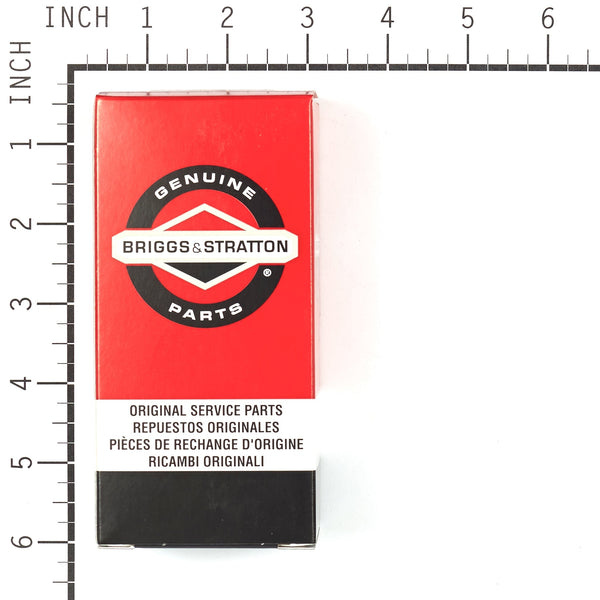 INCH 1 2 3 4 5 6
INCH
1
2
3
4
5
6
GENUINE
BRIGGS & STRATTON
®
PARTS
ORIGINAL SERVICE PARTS
REPUESTOS ORIGINALES
PIÈCES DE RECHANGE D'ORIGINE
RICAMBI ORIGINALI